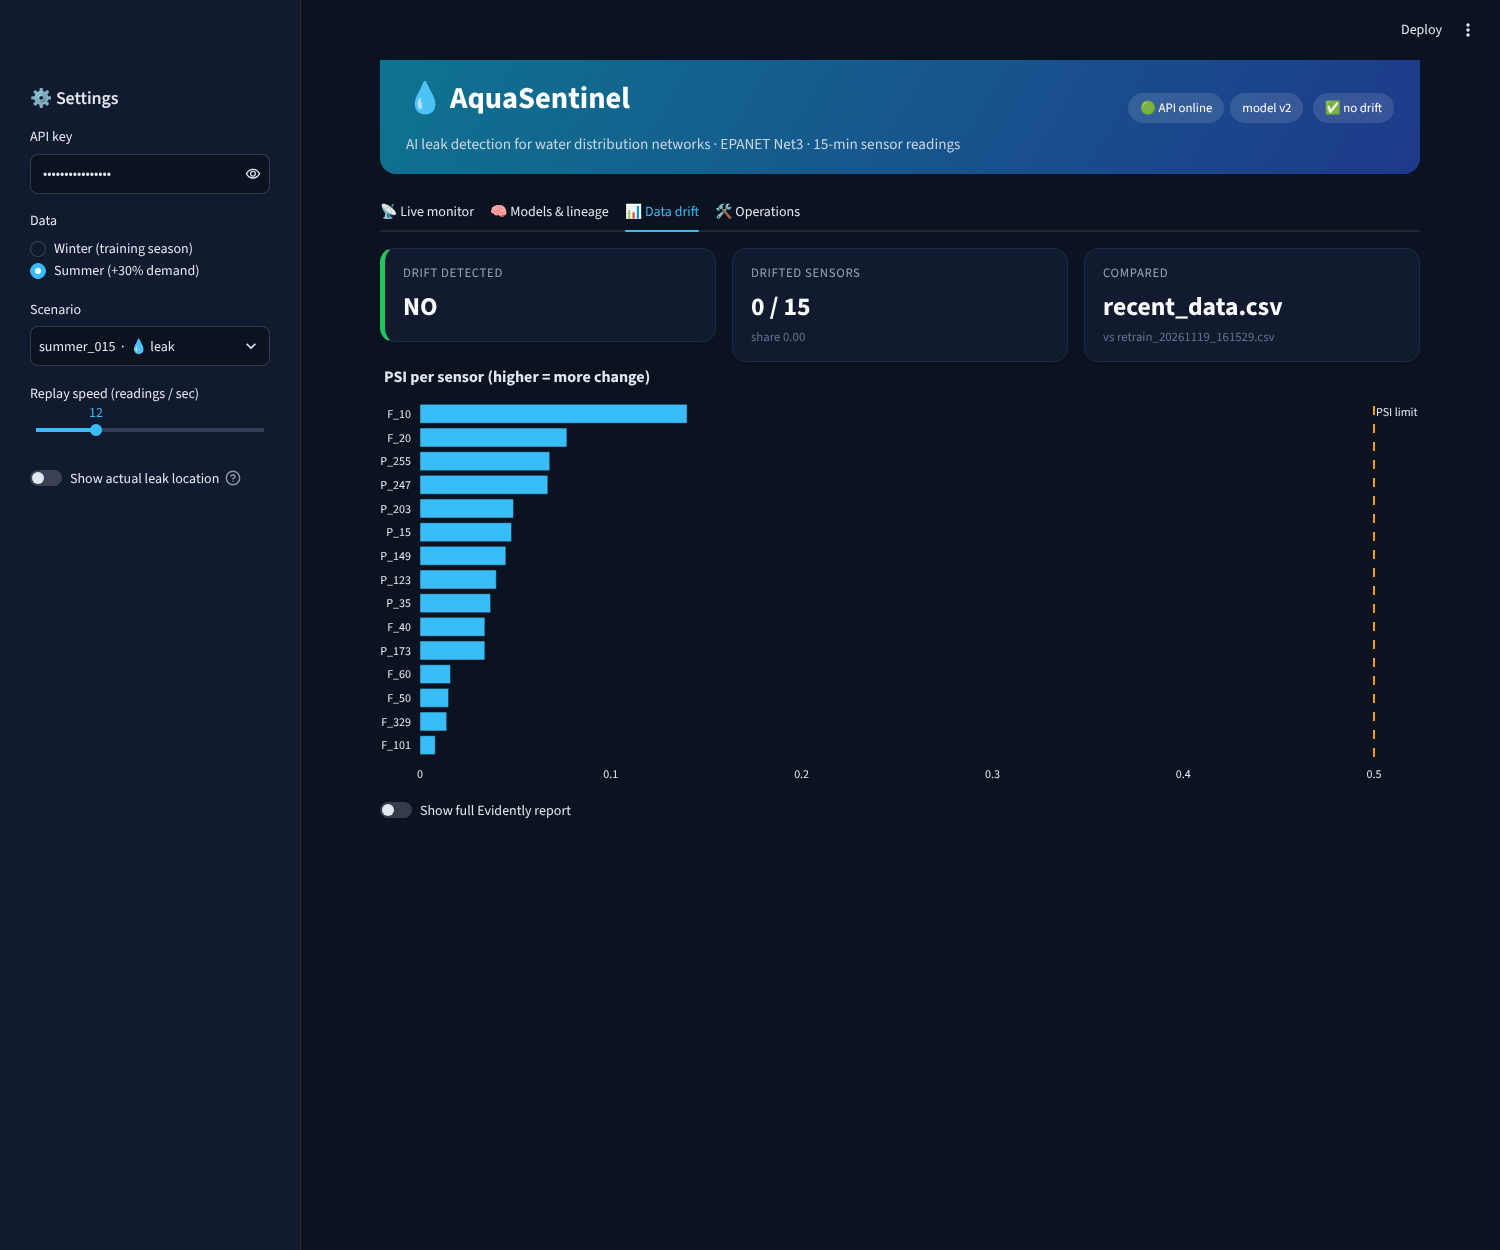 Deploy
⚙️ Settings
API key
••••••••••••••••
Data
Winter (training season)
Summer (+30% demand)
Scenario
summer_015 · 💧 leak
Replay speed (readings / sec)
12
Show actual leak location
💧 AquaSentinel
🟢 API online
model v2
✅ no drift
AI leak detection for water distribution networks · EPANET Net3 · 15-min sensor readings
📡 Live monitor
🧠 Models & lineage
📊 Data drift
🛠️ Operations
DRIFT DETECTED
NO
DRIFTED SENSORS
0 / 15
share 0.00
COMPARED
recent_data.csv
vs retrain_20261119_161529.csv
PSI per sensor (higher = more change)
PSI limit
F_10
F_20
P_255
P_247
P_203
P_15
P_149
P_123
P_35
F_40
P_173
F_60
F_50
F_329
F_101
0 0.1 0.2 0.3 0.4 0.5
Show full Evidently report